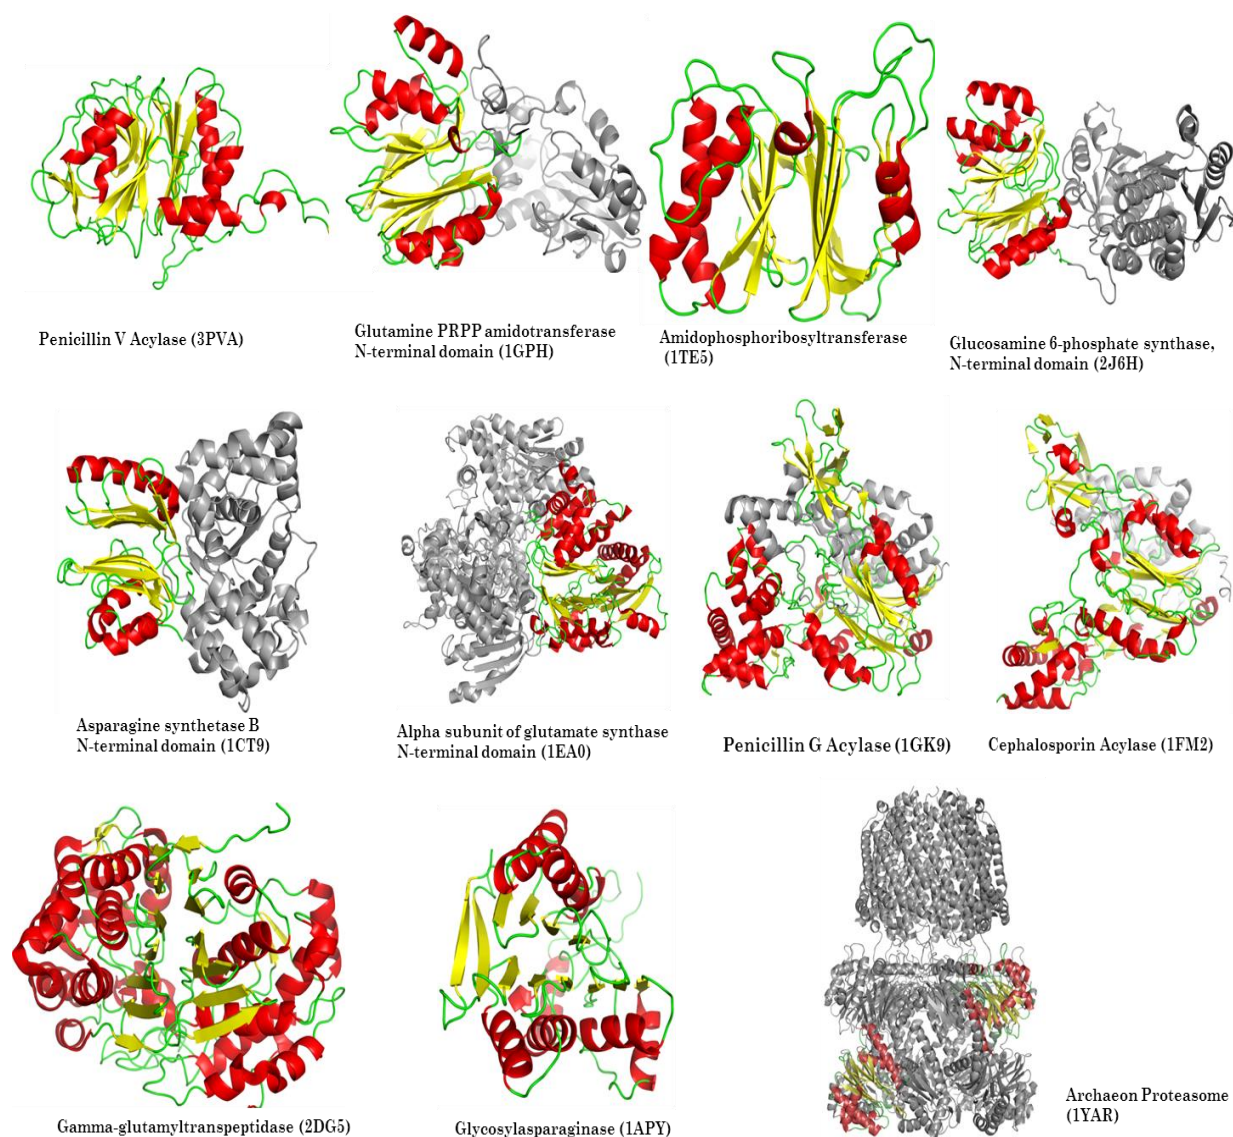 Penicillin V Acylase (3PVA)
Glutamine PRPP amidotransferase
N-terminal domain (1GPH)
Amidophosphoribosyltransferase
(1TE5)
Glucosamine 6-phosphate synthase,
N-terminal domain (2J6H)
Asparagine synthetase B
N-terminal domain (1CT9)
Alpha subunit of glutamate synthase
N-terminal domain (1EA0)
Penicillin G Acylase (1GK9)
Cephalosporin Acylase (1FM2)
Gamma-glutamyltranspeptidase (2DG5)
Glycosylasparaginase (1APY)
Archaeon Proteasome
(1YAR)